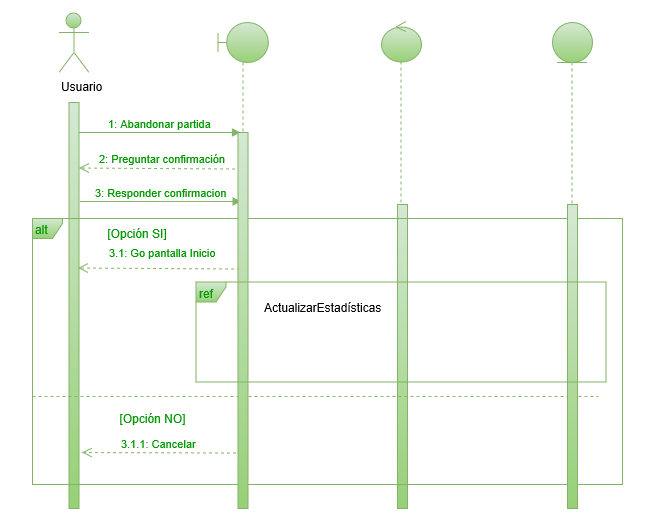 Usuario
1: Abandonar partida
2: Preguntar confirmación
3: Responder confirmacion
alt
[Opción SI]
3.1: Go pantalla Inicio
ref
ActualizarEstadísticas
[Opción NO]
3.1.1: Cancelar